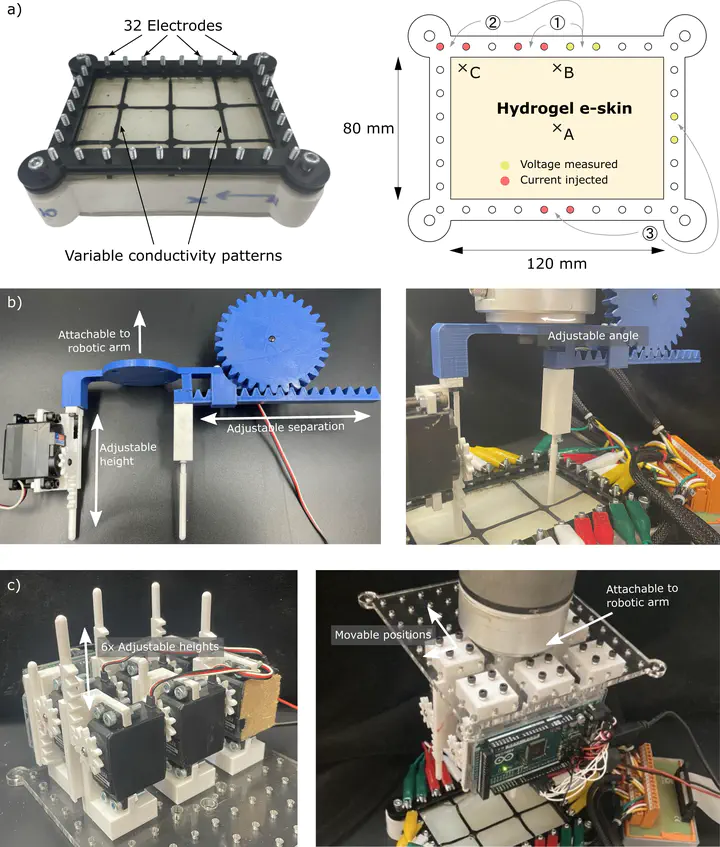 a)
32 Electrodes
Variable conductivity patterns
②
①
×C
×B
Hydrogel e-skin
×A
80 mm
Voltage measured
Current injected
③
120 mm
b)
Attachable to
robotic arm
Adjustable
height
Adjustable separation
Adjustable angle
c)
6x Adjustable heights
Movable positions
Attachable to
robotic arm